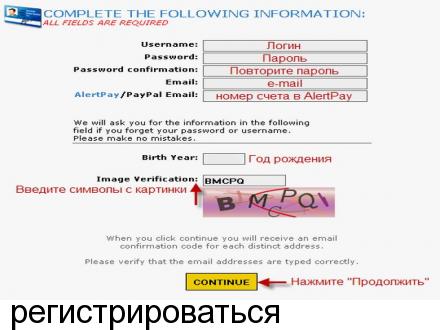 COMPLETE THE FOLLOWING INFORMATION:
ALL FIELDS ARE REQUIRED
Username: Логин
Password: Пароль
Password confirmation: Повторите пароль
Email: e-mail
AlertPay/PayPal Email: номер счета в AlertPay
We will ask you for the information in the following
field if you forget your password or username.
Please make no mistakes.
Birth Year: Год рождения
Image Verification: BMCPQ
Введите символы с картинки
B M C P Q
When you click continue you will receive an email
confirmation code for each distinct address.
Please verify that the email addresses are typed correctly.
CONTINUE Нажмите "Продолжить"
регистрироваться